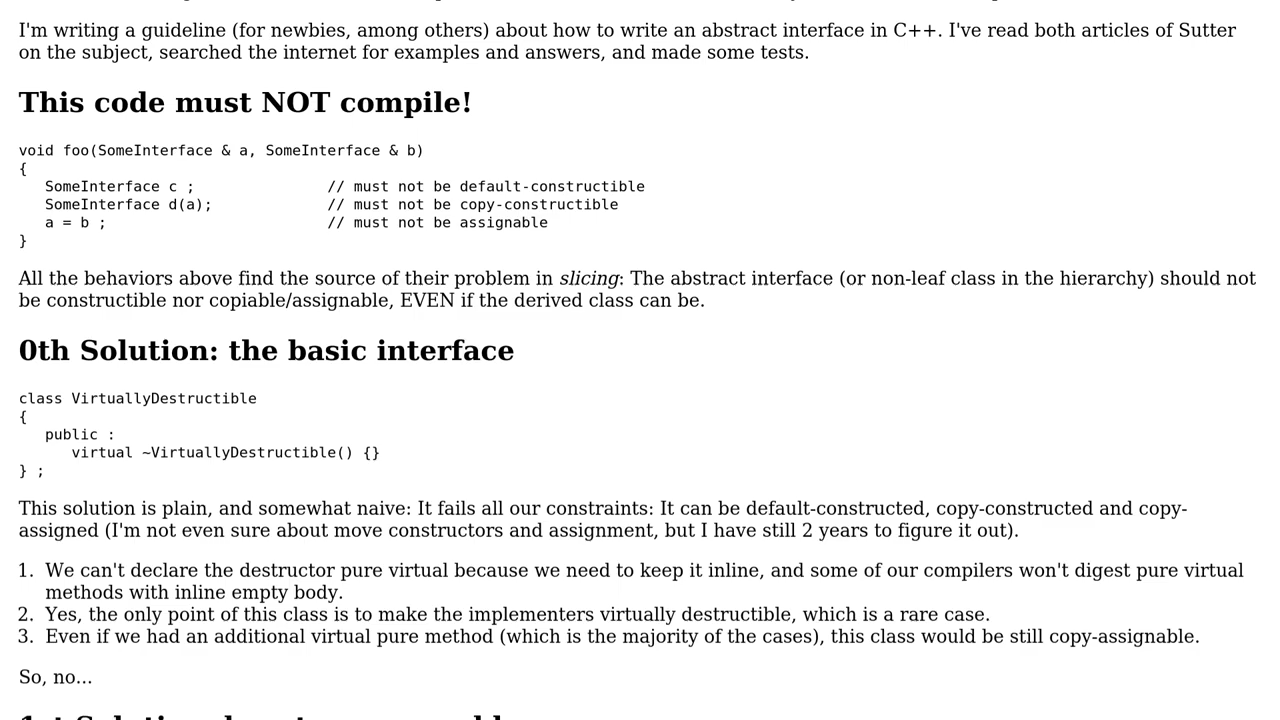 I'm writing a guideline (for newbies, among others) about how to write an abstract interface in C++. I've read both articles of Sutter
on the subject, searched the internet for examples and answers, and made some tests.
This code must NOT compile!
void foo(SomeInterface & a, SomeInterface & b)
{
   SomeInterface c ;               // must not be default-constructible
   SomeInterface d(a);             // must not be copy-constructible
   a = b ;                         // must not be assignable
}
All the behaviors above find the source of their problem in slicing: The abstract interface (or non-leaf class in the hierarchy) should not
be constructible nor copiable/assignable, EVEN if the derived class can be.
0th Solution: the basic interface
class VirtuallyDestructible
{
   public :
      virtual ~VirtuallyDestructible() {}
} ;
This solution is plain, and somewhat naive: It fails all our constraints: It can be default-constructed, copy-constructed and copy-
assigned (I'm not even sure about move constructors and assignment, but I have still 2 years to figure it out).
1. We can't declare the destructor pure virtual because we need to keep it inline, and some of our compilers won't digest pure virtual
methods with inline empty body.
2. Yes, the only point of this class is to make the implementers virtually destructible, which is a rare case.
3. Even if we had an additional virtual pure method (which is the majority of the cases), this class would be still copy-assignable.
So, no...